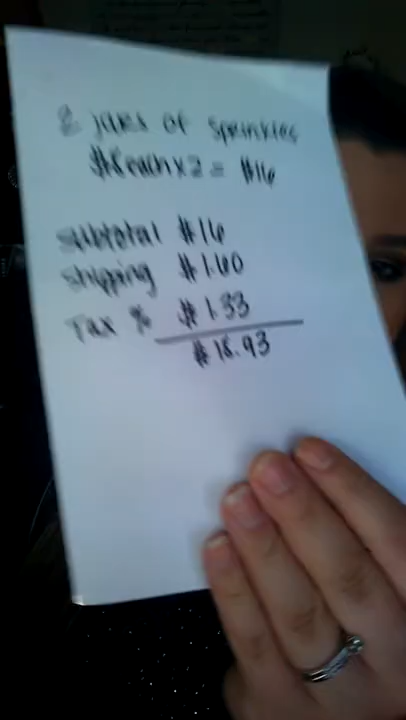 2 jars of sprinkles
$8 each x 2 = $16
subtotal $16
shipping $1.60
Tax % $1.33
$18.93